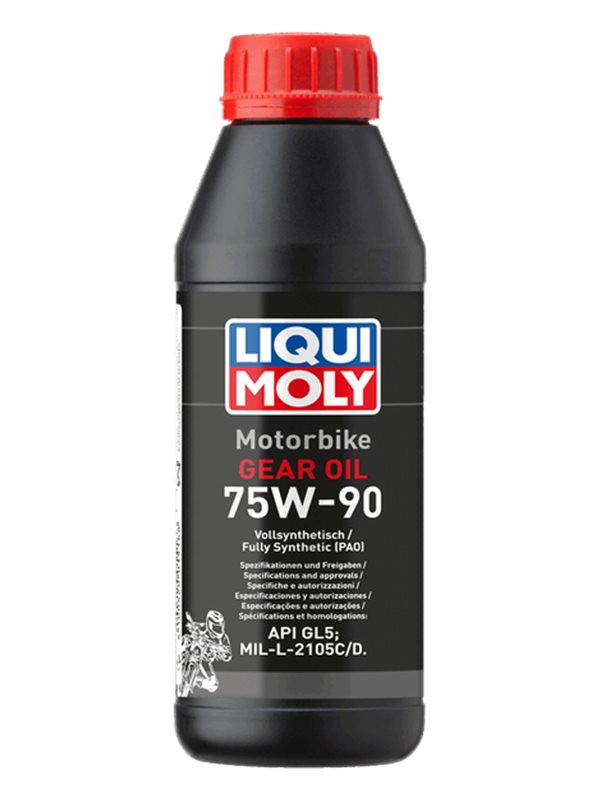 LIQUI
MOLY
Motorbike
GEAR OIL
75W-90
Vollsynthetisch /
Fully Synthetic (PAO)
Spezifikationen und Freigaben /
Specifications and approvals /
Specifiche e autorizzazioni /
Especificaciones y autorizaciones /
Especificações e autorizações /
Spécifications et homologations:
API GL5;
MIL-L-2105C/D.